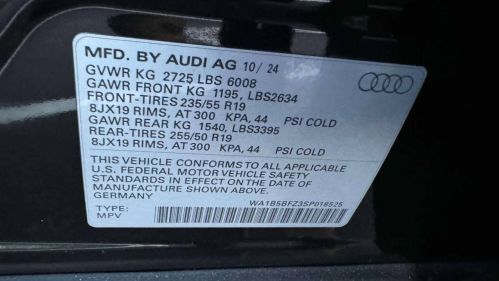 MFD. BY AUDI AG 10/ 24
GVWR KG 2725 LBS 6008
GAWR FRONT KG 1195, LBS2634
FRONT-TIRES 235/55 R19
8JX19 RIMS, AT 300 KPA, 44 PSI COLD
GAWR REAR KG 1540, LBS3395
REAR-TIRES 255/50 R19
8JX19 RIMS, AT 300 KPA, 44 PSI COLD
THIS VEHICLE CONFORMS TO ALL APPLICABLE
U.S. FEDERAL MOTOR VEHICLE SAFETY
STANDARDS IN EFFECT ON THE DATE OF
MANUFACTURE SHOWN ABOVE.
GERMANY
TYPE: WA1B5BFZ3SP018525
MPV